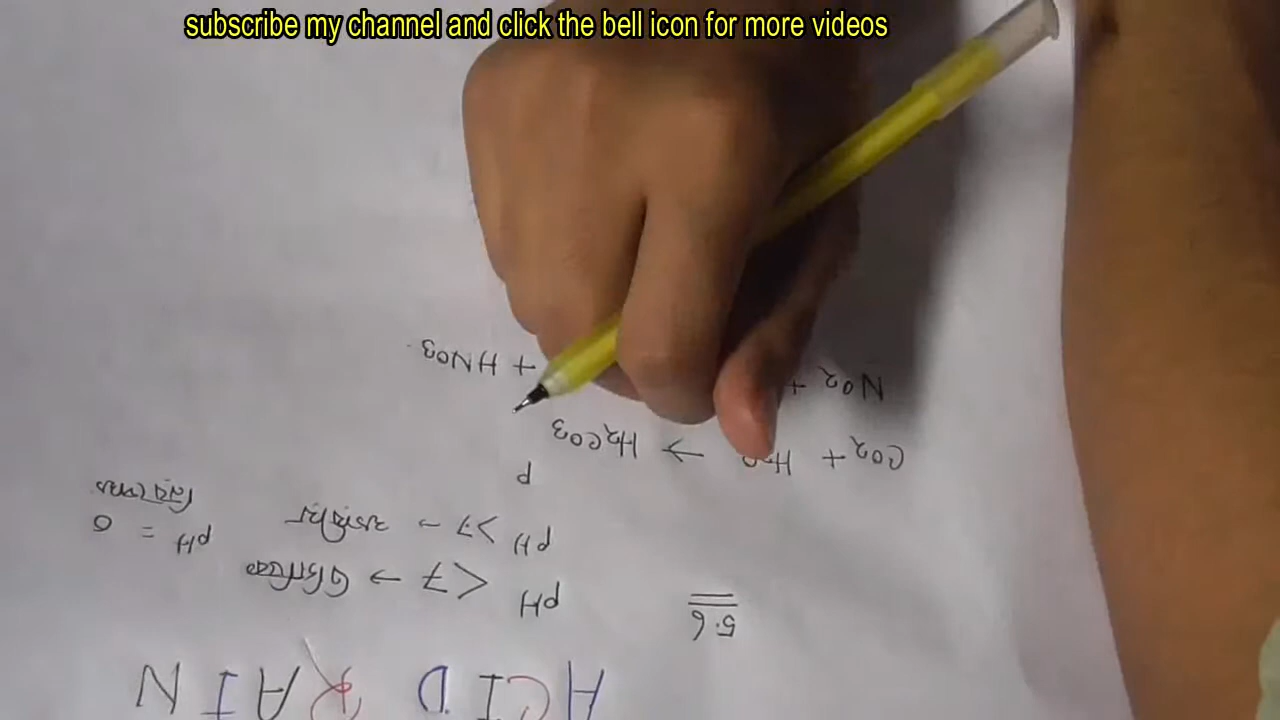 subscribe my channel and click the bell icon for more videos
ACID RAIN
5.6
pH < 7 →
pH > 7 -
pH = 0
P
CO2 + H2O → H2CO3
NO2 +
+ HNO3